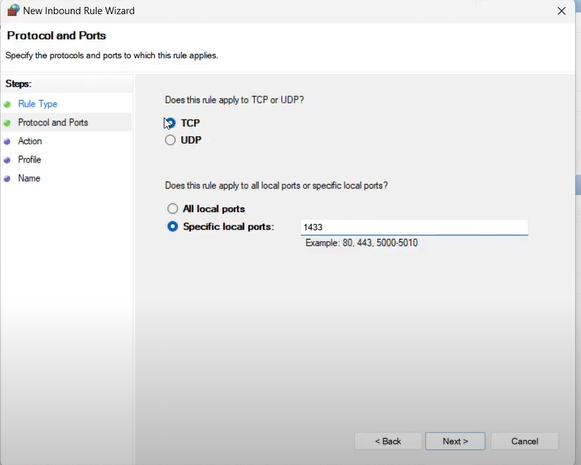 New Inbound Rule Wizard
Protocol and Ports
Specify the protocols and ports to which this rule applies.
Steps:
Rule Type
Protocol and Ports
Action
Profile
Name
Does this rule apply to TCP or UDP?
TCP
UDP
Does this rule apply to all local ports or specific local ports?
All local ports
Specific local ports: 1433
Example: 80, 443, 5000-5010
< Back Next > Cancel